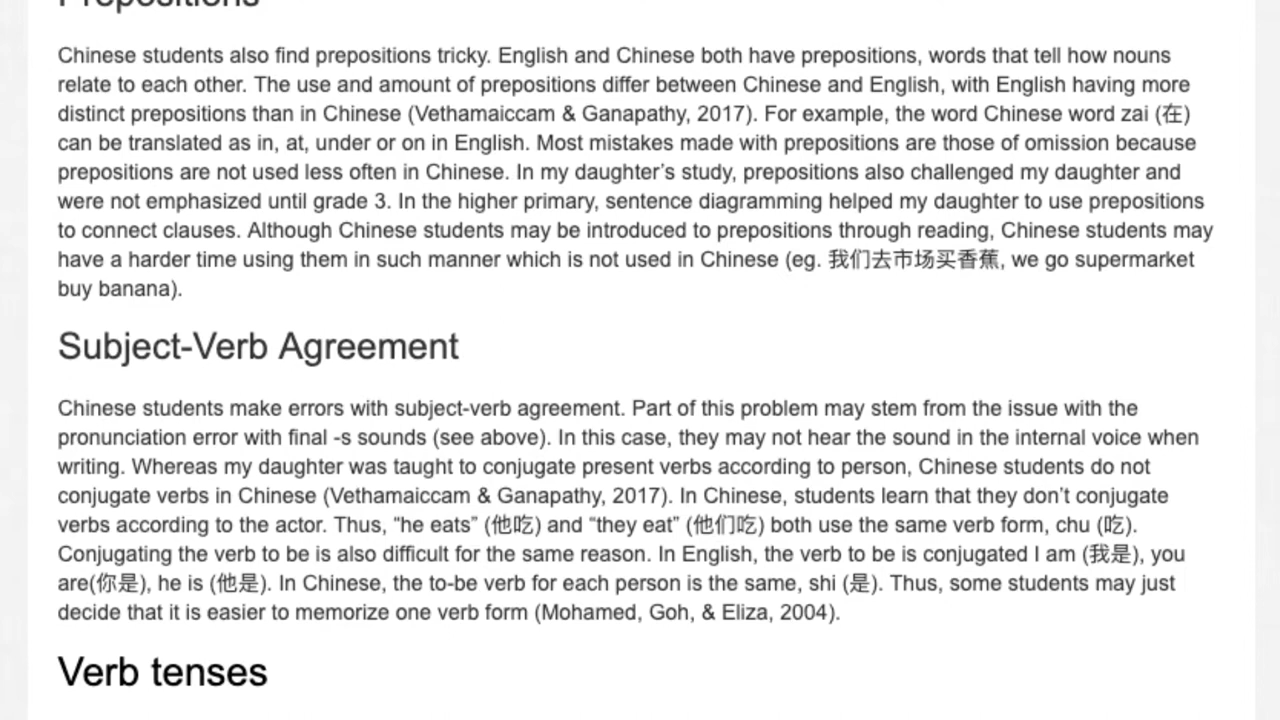 Prepositions
Chinese students also find prepositions tricky. English and Chinese both have prepositions, words that tell how nouns
relate to each other. The use and amount of prepositions differ between Chinese and English, with English having more
distinct prepositions than in Chinese (Vethamaiccam & Ganapathy, 2017). For example, the word Chinese word zai (在)
can be translated as in, at, under or on in English. Most mistakes made with prepositions are those of omission because
prepositions are not used less often in Chinese. In my daughter’s study, prepositions also challenged my daughter and
were not emphasized until grade 3. In the higher primary, sentence diagramming helped my daughter to use prepositions
to connect clauses. Although Chinese students may be introduced to prepositions through reading, Chinese students may
have a harder time using them in such manner which is not used in Chinese (eg. 我们去市场买香蕉, we go supermarket
buy banana).
Subject-Verb Agreement
Chinese students make errors with subject-verb agreement. Part of this problem may stem from the issue with the
pronunciation error with final -s sounds (see above). In this case, they may not hear the sound in the internal voice when
writing. Whereas my daughter was taught to conjugate present verbs according to person, Chinese students do not
conjugate verbs in Chinese (Vethamaiccam & Ganapathy, 2017). In Chinese, students learn that they don’t conjugate
verbs according to the actor. Thus, “he eats” (他吃) and “they eat” (他们吃) both use the same verb form, chu (吃).
Conjugating the verb to be is also difficult for the same reason. In English, the verb to be is conjugated I am (我是), you
are(你是), he is (他是). In Chinese, the to-be verb for each person is the same, shi (是). Thus, some students may just
decide that it is easier to memorize one verb form (Mohamed, Goh, & Eliza, 2004).
Verb tenses